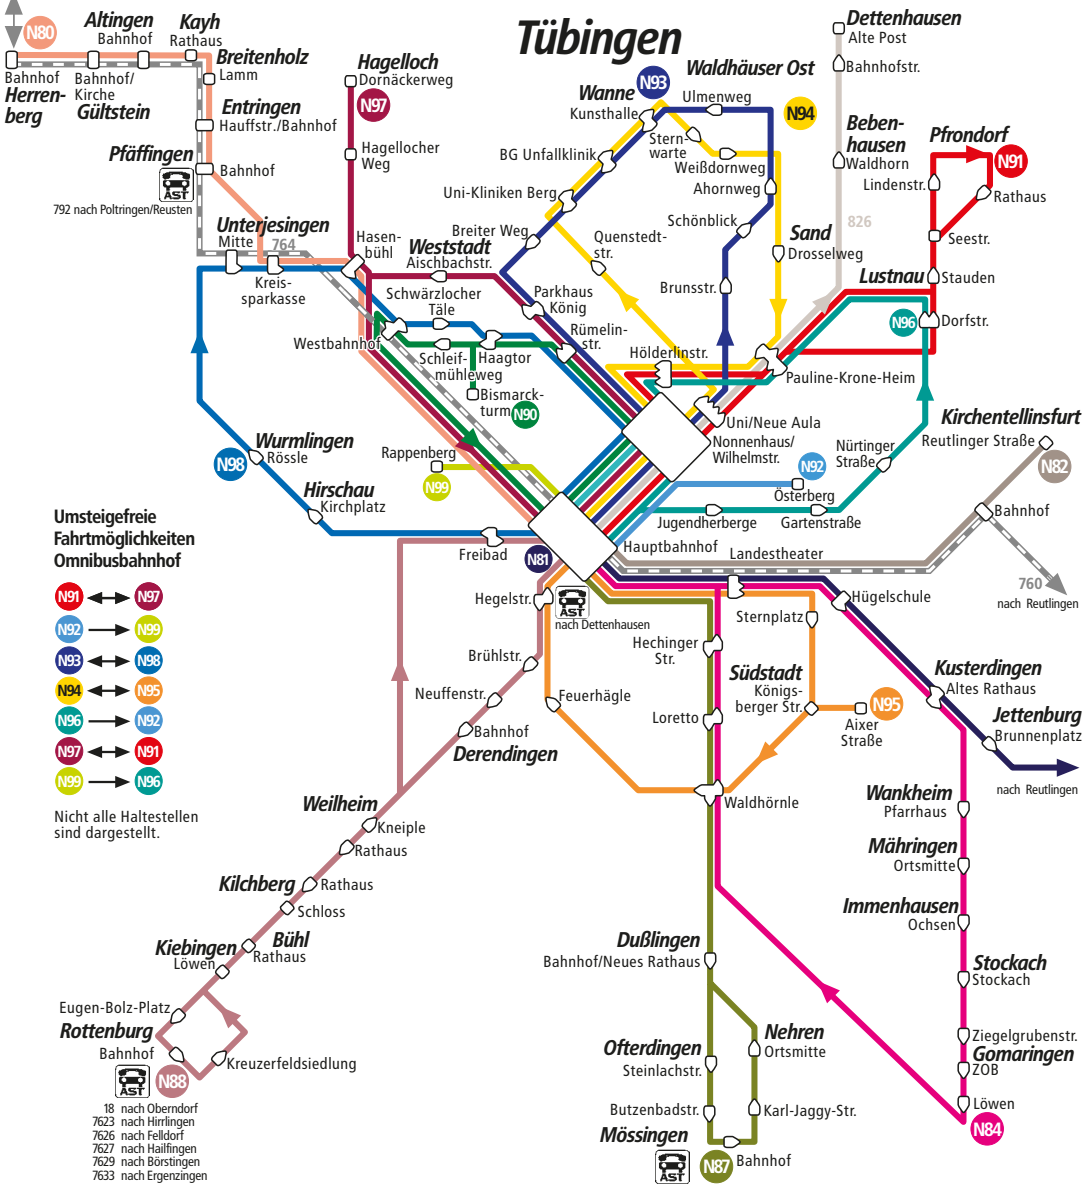 Tübingen
N80
Altingen
Bahnhof
Kayh
Rathaus
Breitenholz
Lamm
Bahnhof
Herren-
berg
Bahnhof/
Kirche
Gültstein
Entringen
Hauffstr./Bahnhof
Pfäffingen
Bahnhof
AST
792 nach Poltringen/Reusten
Hagelloch
Dornäckerweg
N97
Hagellocher
Weg
Unterjesingen
Mitte
764
Kreis-
sparkasse
Hasen-
bühl
Weststadt
Aischbachstr.
Schwärzlocher
Täle
Westbahnhof
Schleif-
mühleweg
Haagtor
Bismarck-
turm
N90
Parkhaus
König
Rümelin-
str.
Breiter Weg
Uni-Kliniken Berg
BG Unfallklinik
Wanne
Kunsthalle
N93
Waldhäuser Ost
Ulmenweg
N94
Stern-
warte
Weißdornweg
Ahornweg
Schönblick
Quenstedt-
str.
Brunsstr.
Sand
Drosselweg
Hölderlinstr.
Dettenhausen
Alte Post
Bahnhofstr.
Beben-
hausen
Waldhorn
826
Pfrondorf
N91
Lindenstr.
Rathaus
Seestr.
Lustnau
Stauden
N96
Dorfstr.
Pauline-Krone-Heim
Uni/Neue Aula
Nonnenhaus/
Wilhelmstr.
N92
Österberg
Nürtinger
Straße
Jugendherberge
Gartenstraße
Kirchentellinsfurt
Reutlinger Straße
N82
Bahnhof
760
nach Reutlingen
Rappenberg
N99
Wurmlingen
Rössle
N98
Hirschau
Kirchplatz
Freibad
N81
Hauptbahnhof
Landestheater
AST
nach Dettenhausen
Hegelstr.
Brühlstr.
Neuffenstr.
Bahnhof
Derendingen
Feuerhägle
Hechinger
Str.
Loretto
Sternplatz
Südstadt
Königs-
berger Str.
N95
Aixer
Straße
Waldhörnle
Hügelschule
Kusterdingen
Altes Rathaus
Jettenburg
Brunnenplatz
nach Reutlingen
Wankheim
Pfarrhaus
Mähringen
Ortsmitte
Immenhausen
Ochsen
Stockach
Stockach
Ziegelgrubenstr.
Gomaringen
ZOB
Löwen
N84
Dußlingen
Bahnhof/Neues Rathaus
Nehren
Ortsmitte
Ofterdingen
Steinlachstr.
Butzenbadstr.
Karl-Jaggy-Str.
Mössingen
AST
N87
Bahnhof
Umsteigefreie
Fahrtmöglichkeiten
Omnibusbahnhof
N91 N97
N92 N99
N93 N98
N94 N95
N96 N92
N97 N91
N99 N96
Nicht alle Haltestellen
sind dargestellt.
Weilheim
Kneiple
Rathaus
Kilchberg
Rathaus
Schloss
Bühl
Rathaus
Kiebingen
Löwen
Eugen-Bolz-Platz
Rottenburg
Bahnhof
Kreuzerfeldsiedlung
AST
N88
18 nach Oberndorf
7623 nach Hirrlingen
7626 nach Felldorf
7627 nach Hailfingen
7629 nach Börstingen
7633 nach Ergenzingen